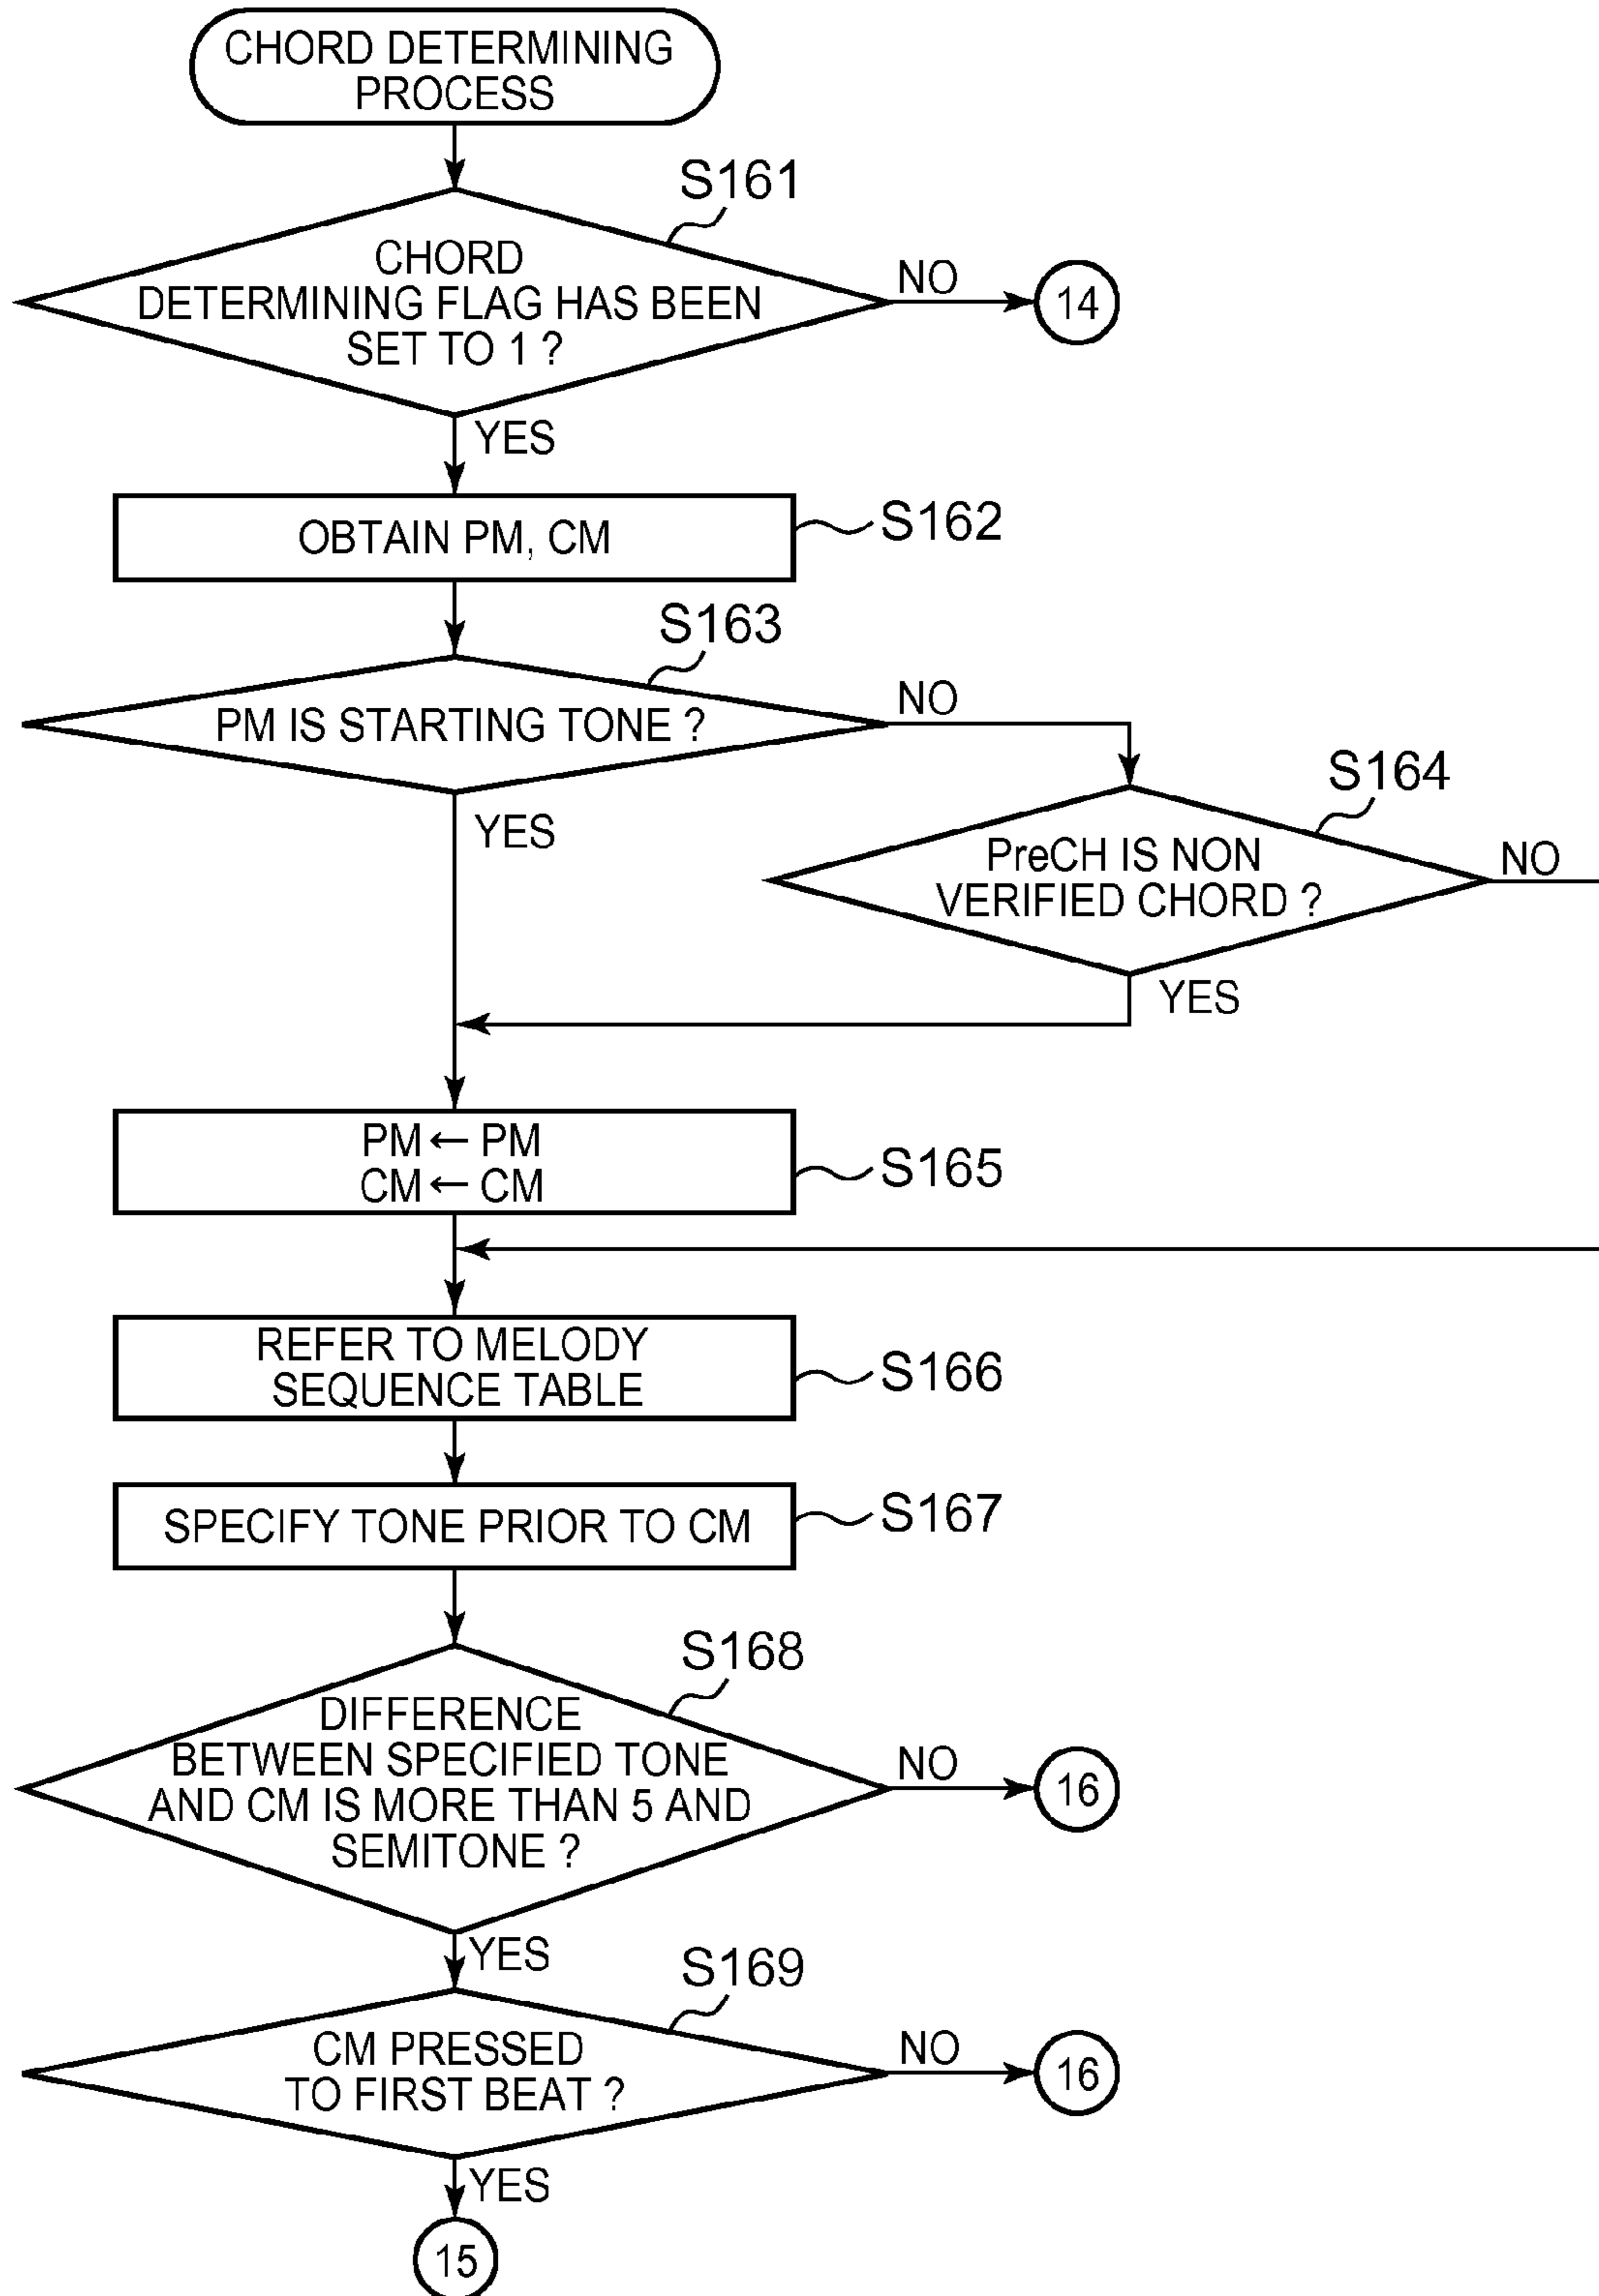 CHORD DETERMINING
PROCESS
S161
CHORD
DETERMINING FLAG HAS BEEN
SET TO 1 ?
NO
14
YES
OBTAIN PM, CM
S162
S163
PM IS STARTING TONE ?
NO
YES
S164
PreCH IS NON
VERIFIED CHORD ?
NO
YES
PM ← PM
CM ← CM
S165
REFER TO MELODY
SEQUENCE TABLE
S166
SPECIFY TONE PRIOR TO CM
S167
S168
DIFFERENCE
BETWEEN SPECIFIED TONE
AND CM IS MORE THAN 5 AND
SEMITONE ?
NO
16
YES
S169
CM PRESSED
TO FIRST BEAT ?
NO
16
YES
15